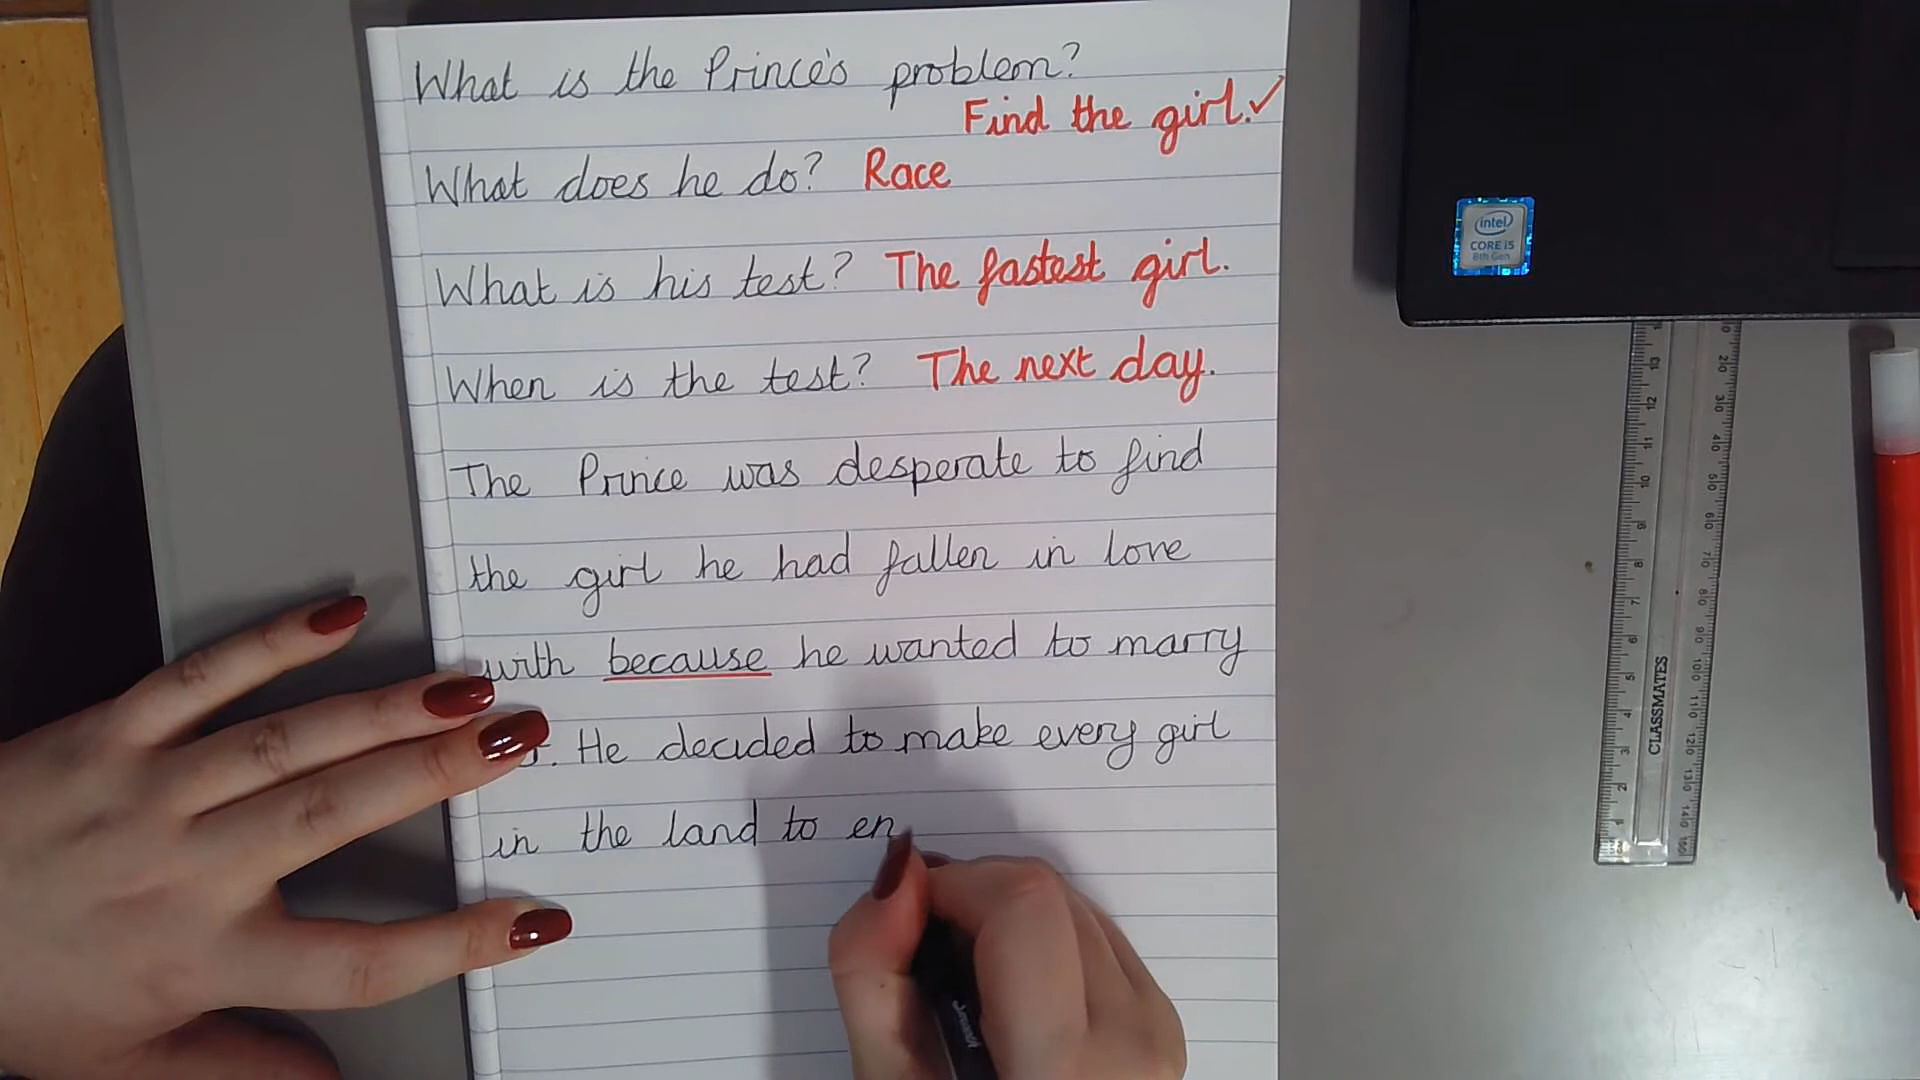 What is the Prince's problem?
Find the girl. ✓
What does he do? Race
What is his test? The fastest girl.
When is the test? The next day.
The Prince was desperate to find
the girl he had fallen in love
with because he wanted to marry
. He decided to make every girl
in the land to en
intel
CORE i5
8th Gen
CLASSMATES